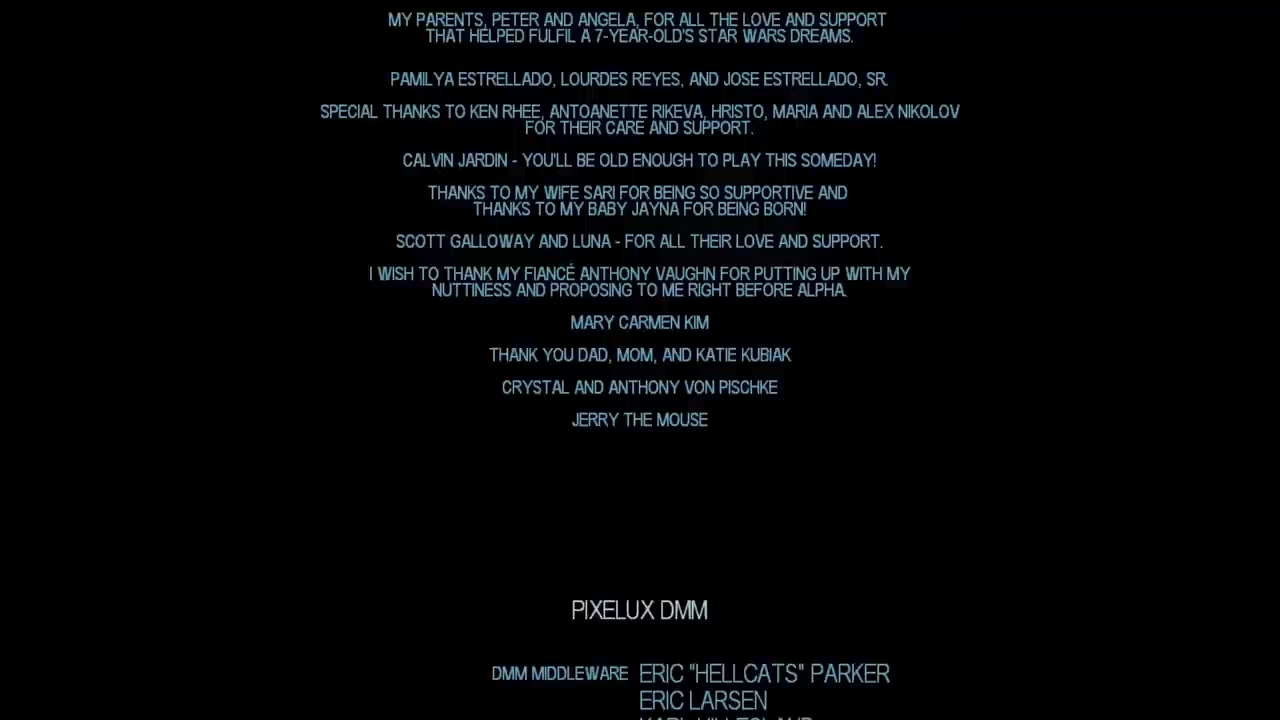 MY PARENTS, PETER AND ANGELA, FOR ALL THE LOVE AND SUPPORT
THAT HELPED FULFIL A 7-YEAR-OLD'S STAR WARS DREAMS.
PAMILYA ESTRELLADO, LOURDES REYES, AND JOSE ESTRELLADO, SR.
SPECIAL THANKS TO KEN RHEE, ANTOANETTE RIKEVA, HRISTO, MARIA AND ALEX NIKOLOV
FOR THEIR CARE AND SUPPORT.
CALVIN JARDIN - YOU'LL BE OLD ENOUGH TO PLAY THIS SOMEDAY!
THANKS TO MY WIFE SARI FOR BEING SO SUPPORTIVE AND
THANKS TO MY BABY JAYNA FOR BEING BORN!
SCOTT GALLOWAY AND LUNA - FOR ALL THEIR LOVE AND SUPPORT.
I WISH TO THANK MY FIANCÉ ANTHONY VAUGHN FOR PUTTING UP WITH MY
NUTTINESS AND PROPOSING TO ME RIGHT BEFORE ALPHA.
MARY CARMEN KIM
THANK YOU DAD, MOM, AND KATIE KUBIAK
CRYSTAL AND ANTHONY VON PISCHKE
JERRY THE MOUSE
PIXELUX DMM
DMM MIDDLEWARE ERIC "HELLCATS" PARKER
ERIC LARSEN